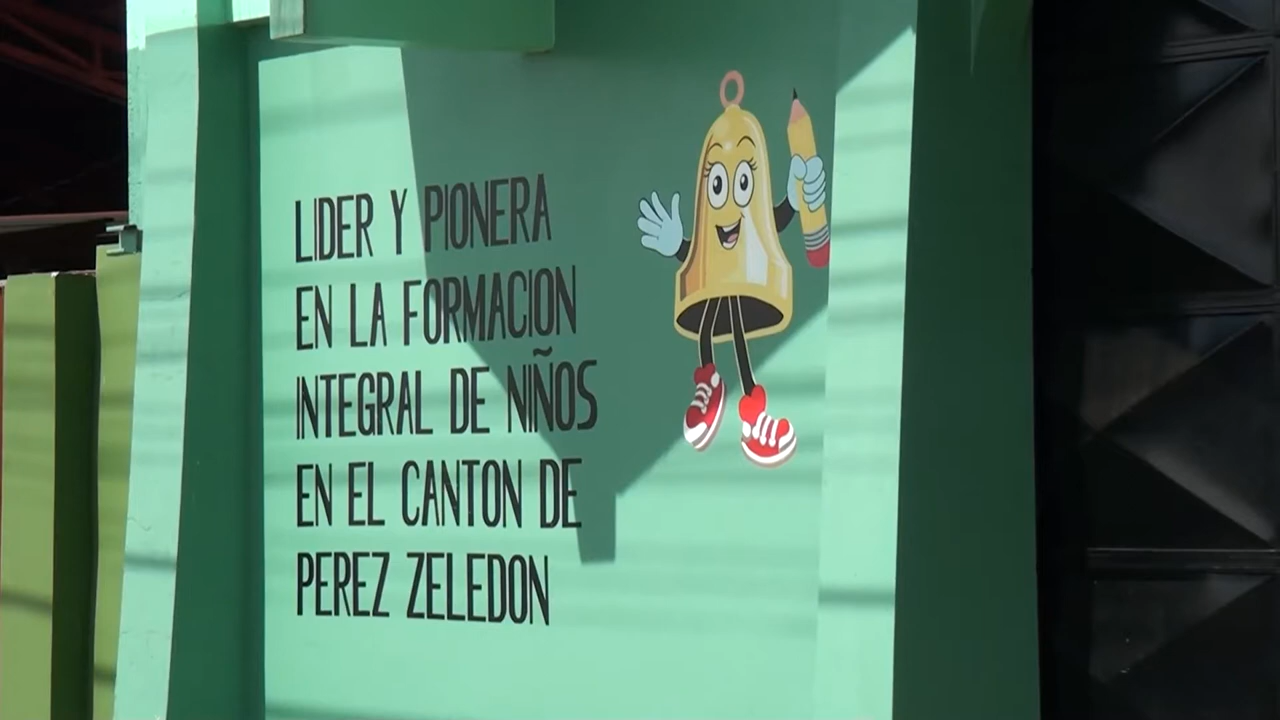 LIDER Y PIONERA
EN LA FORMACION
INTEGRAL DE NIÑOS
EN EL CANTON DE
PEREZ ZELEDON